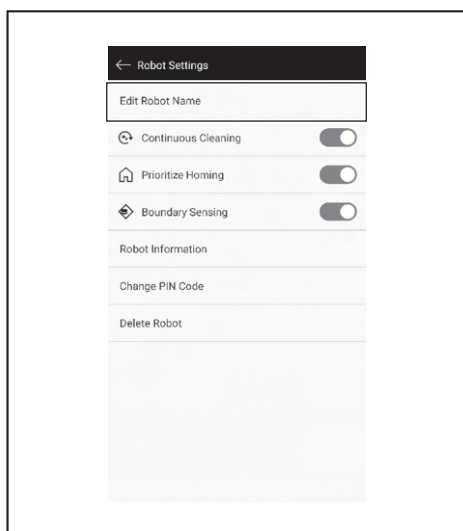 Robot Settings
Edit Robot Name
Continuous Cleaning
Prioritize Homing
Boundary Sensing
Robot Information
Change PIN Code
Delete Robot